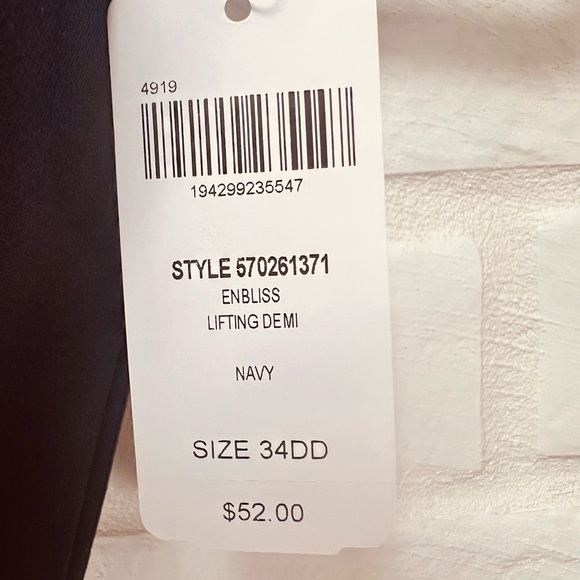 4919
194299235547
STYLE 570261371
ENBLISS
LIFTING DEMI
NAVY
SIZE 34DD
$52.00